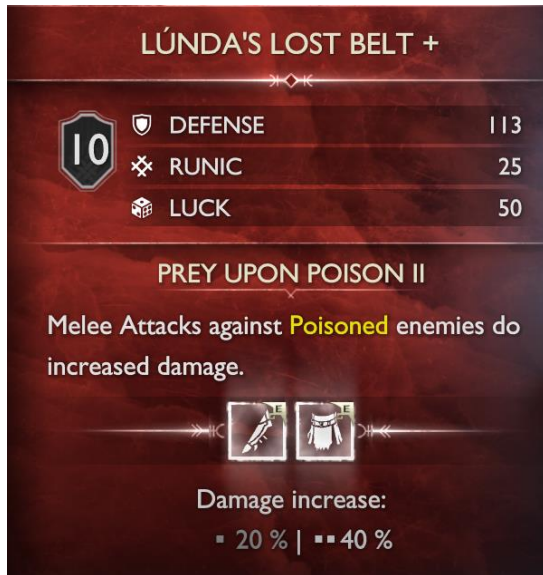 LÚNDA'S LOST BELT +
10
DEFENSE 113
RUNIC 25
LUCK 50
PREY UPON POISON II
Melee Attacks against Poisoned enemies do
increased damage.
E E
Damage increase:
▪ 20 % | ▪▪ 40 %